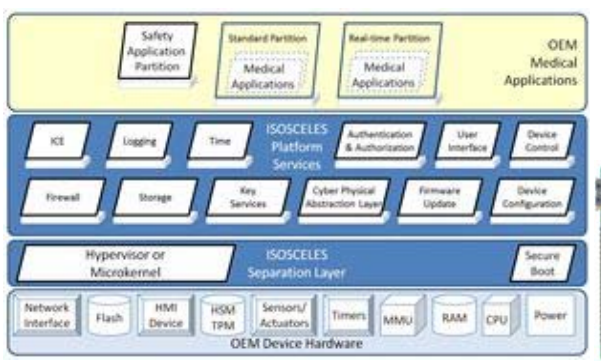 Safety
Application
Partition
Standard Partition
Medical
Applications
Real-time Partition
Medical
Applications
OEM
Medical
Applications
ICE
Logging
Time
ISOSCELES
Platform
Services
Authentication
& Authorization
User
Interface
Device
Control
Firewall
Storage
Key
Services
Cyber Physical
Abstraction Layer
Firmware
Update
Device
Configuration
Hypervisor or
Microkernel
ISOSCELES
Separation Layer
Secure
Boot
Network
Interface
Flash
HMI
Device
HSM
TPM
Sensors/
Actuators
Timers
MMU
RAM
CPU
Power
OEM Device Hardware